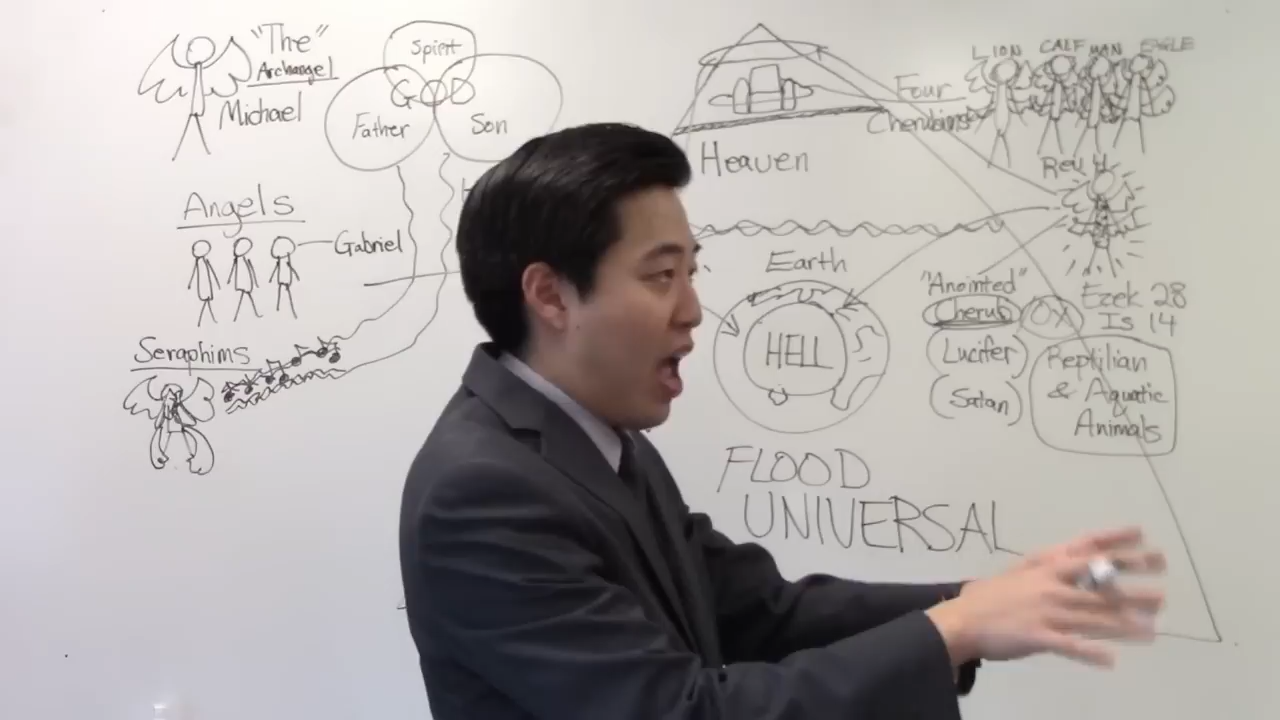 "The"
Archangel
Michael
Spirit
GOD
Father
Son
Angels
Gabriel
Seraphims
Heaven
Four
Cherubims
LION CALF MAN EAGLE
Rev 4
Earth
HELL
"Anointed"
Cherub
OX
Ezek 28
Is 14
(Lucifer)
(Satan)
Reptilian
& Aquatic
Animals
FLOOD
UNIVERSAL